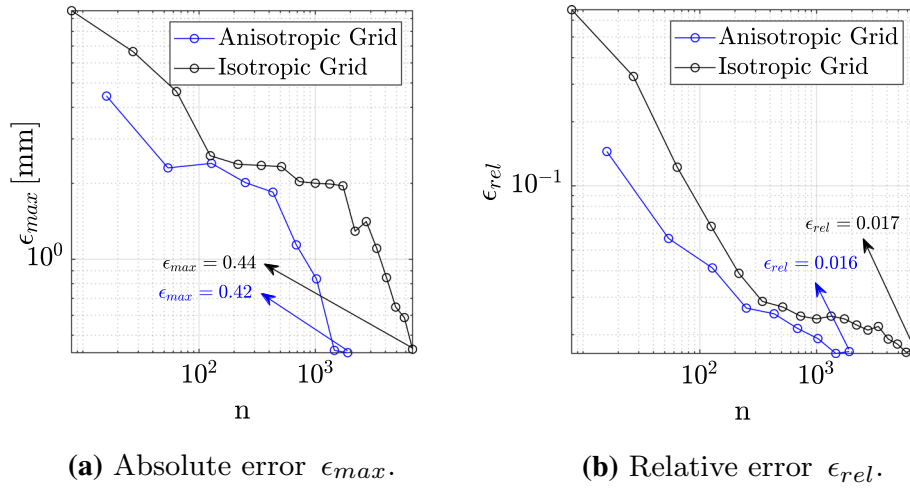 Anisotropic Grid
Isotropic Grid
ϵ_max [mm]
10^0
ϵ_max = 0.44
ϵ_max = 0.42
10^2
10^3
n
(a) Absolute error ϵ_max.
Anisotropic Grid
Isotropic Grid
ϵ_rel
10^−1
ϵ_rel = 0.017
ϵ_rel = 0.016
10^2
10^3
n
(b) Relative error ϵ_rel.